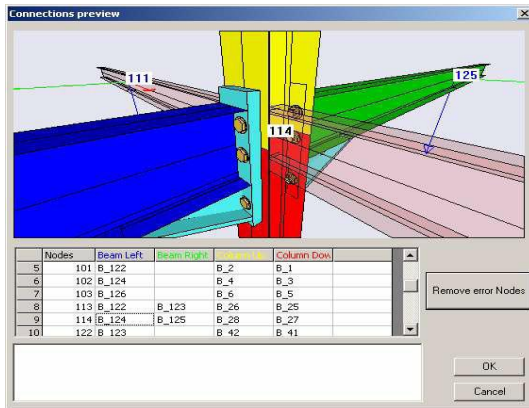 Connections preview
111
125
114
Nodes Beam Left Beam Right Column Dow
5 101 B_122 B_2 B_1
6 102 B_124 B_4 B_3
7 103 B_126 B_6 B_5
8 113 B_122 B_123 B_26 B_25
9 114 B_124 B_125 B_28 B_27
10 122 B_123 B_42 B_41
Remove error Nodes
OK
Cancel